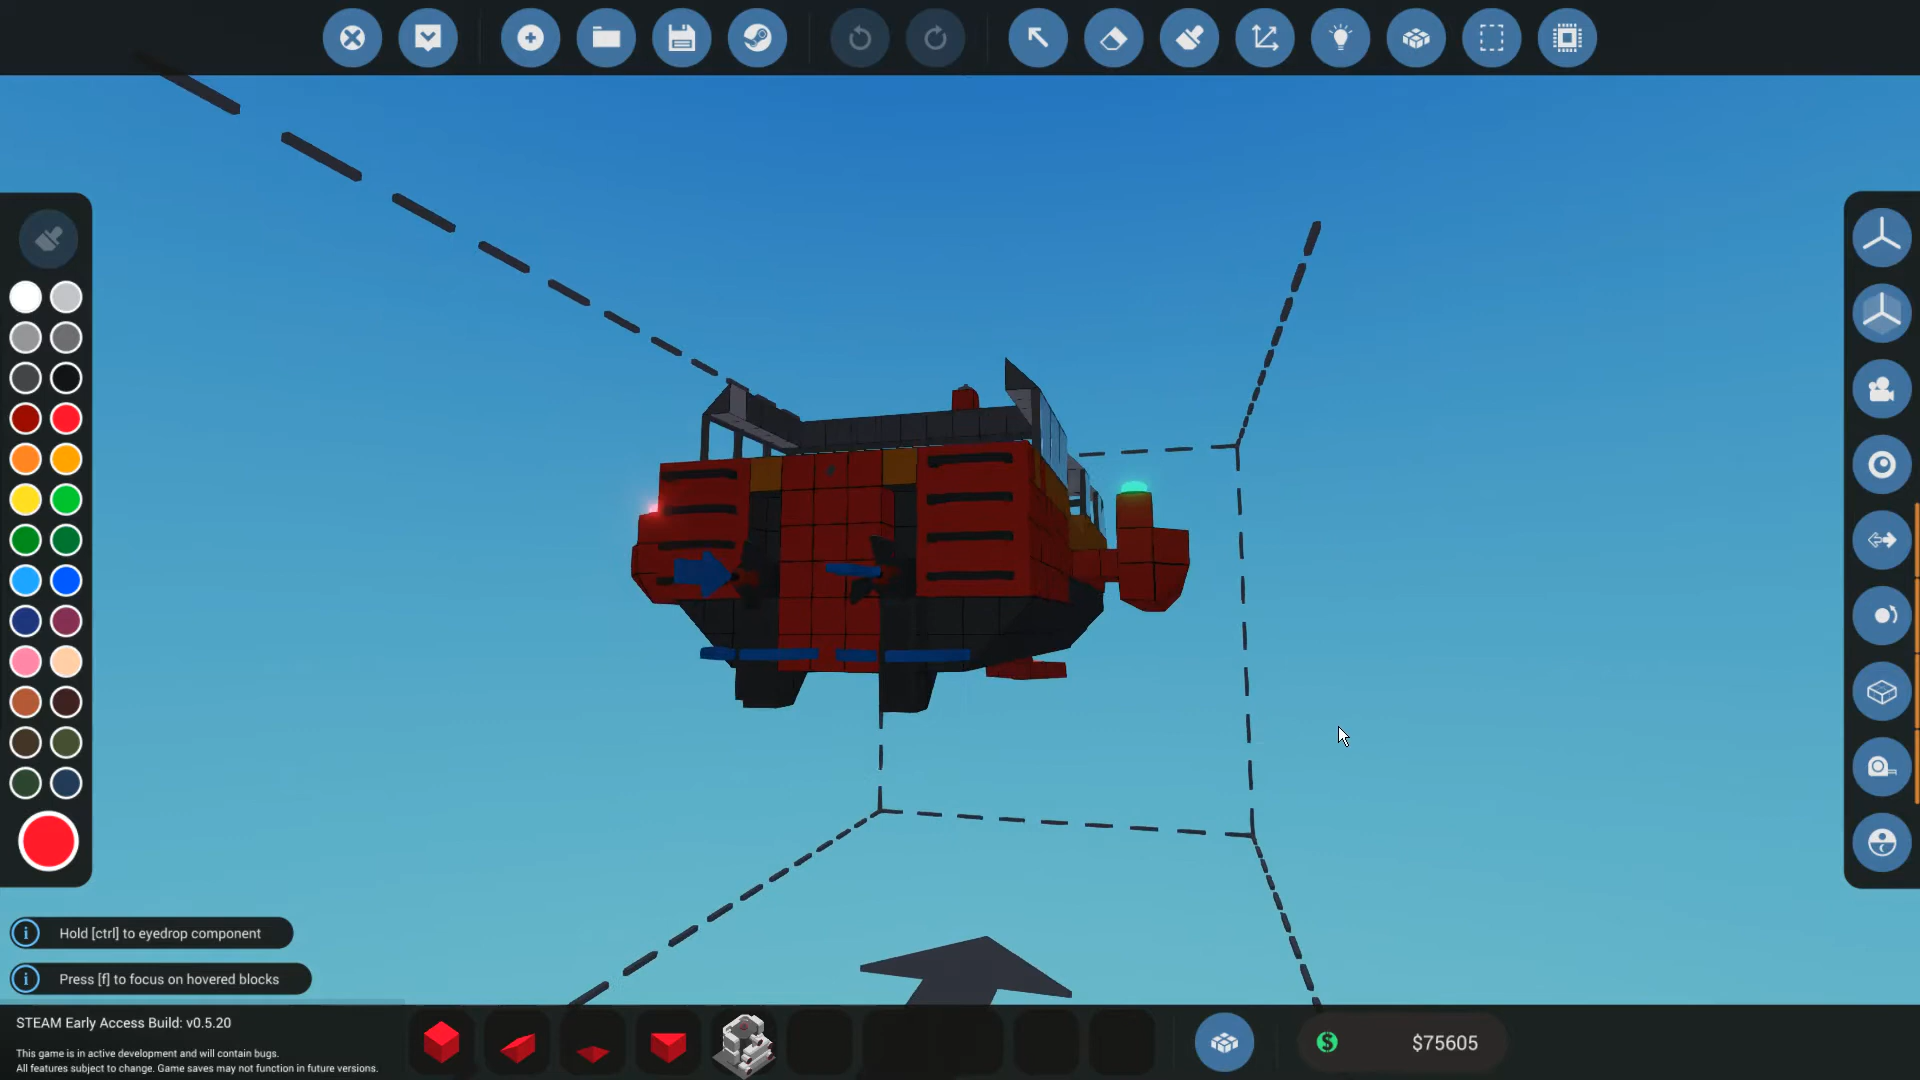 Hold [ctrl] to eyedrop component
Press [f] to focus on hovered blocks
STEAM Early Access Build: v0.5.20
This game is in active development and will contain bugs.
All features subject to change. Game saves may not function in future versions.
$
$75605